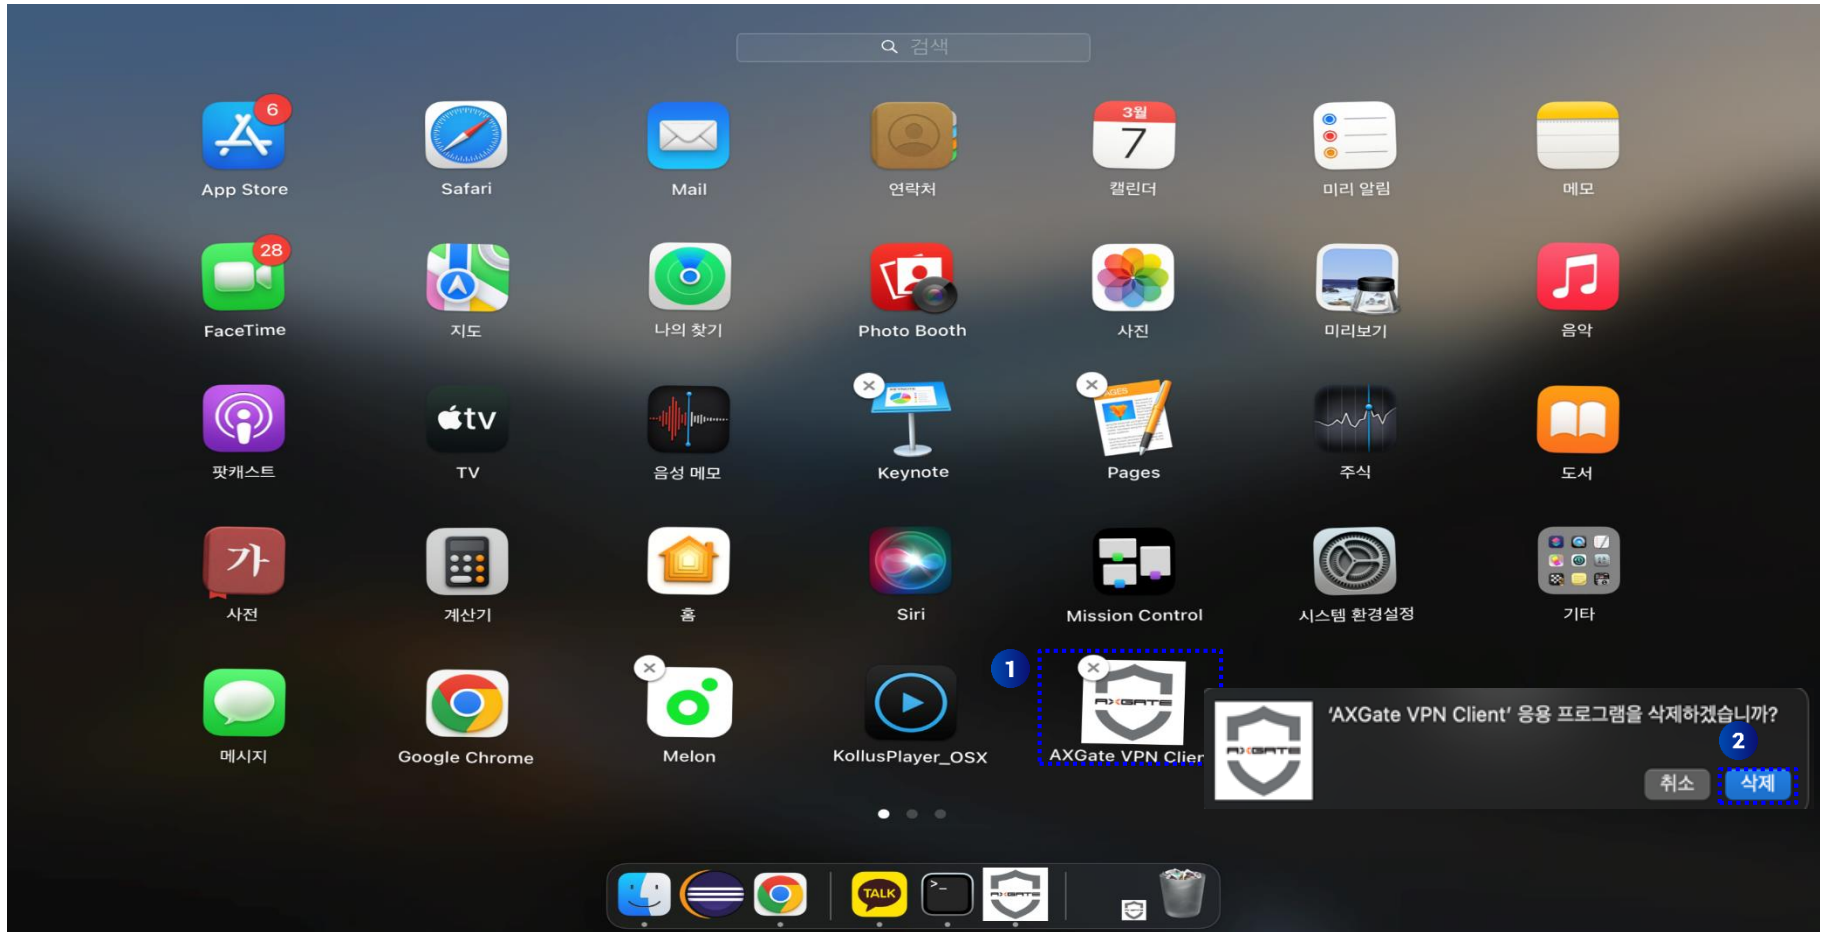 검색
6
App Store
Safari
Mail
연락처
3월
7
캘린더
미리 알림
메모
28
FaceTime
지도
나의 찾기
Photo Booth
사진
미리보기
음악
팟캐스트
tv
TV
음성 메모
Keynote
PAGES
Pages
주식
도서
가
사전
계산기
홈
Siri
Mission Control
시스템 환경설정
기타
메시지
Google Chrome
Melon
KollusPlayer_OSX
1
AXGATE
AXGate VPN Clier
AXGATE
'AXGate VPN Client' 응용 프로그램을 삭제하겠습니까?
2
취소
삭제
TALK
>_
AXGATE